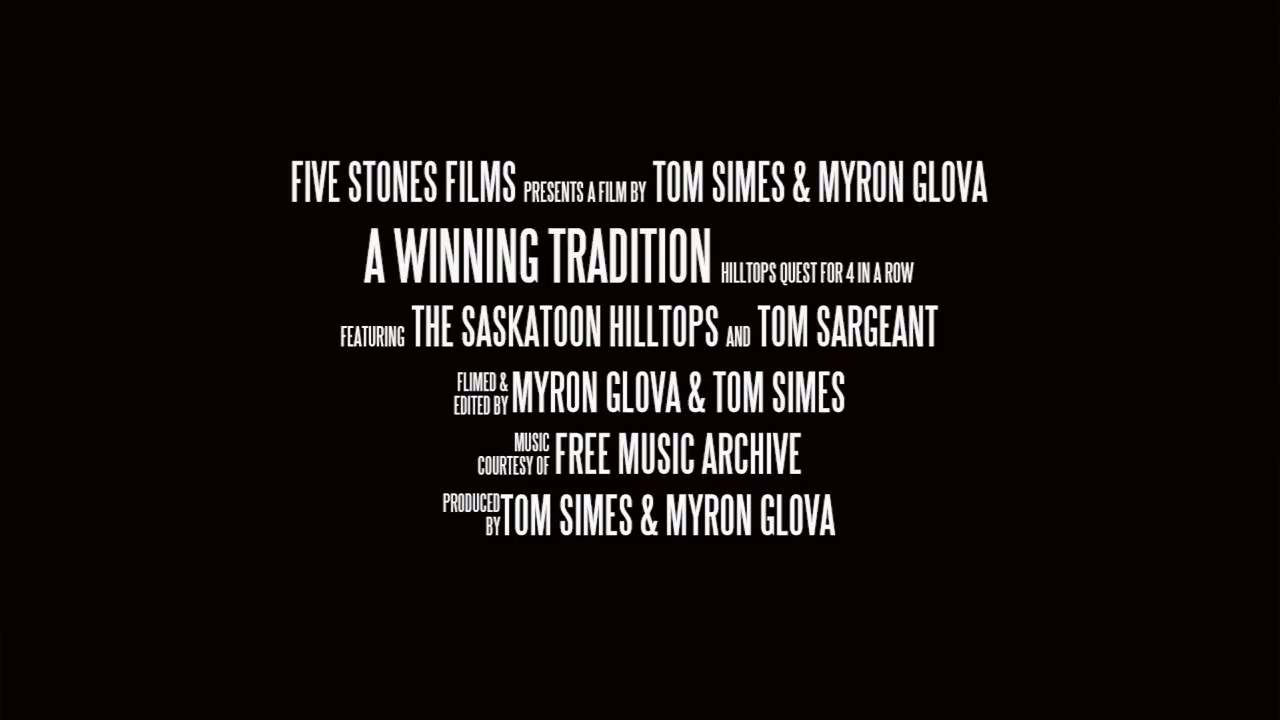 FIVE STONES FILMS PRESENTS A FILM BY TOM SIMES & MYRON GLOVA
A WINNING TRADITION HILLTOPS QUEST FOR 4 IN A ROW
FEATURING THE SASKATOON HILLTOPS AND TOM SARGEANT
FLIMED & EDITED BY MYRON GLOVA & TOM SIMES
MUSIC COURTESY OF FREE MUSIC ARCHIVE
PRODUCED BY TOM SIMES & MYRON GLOVA